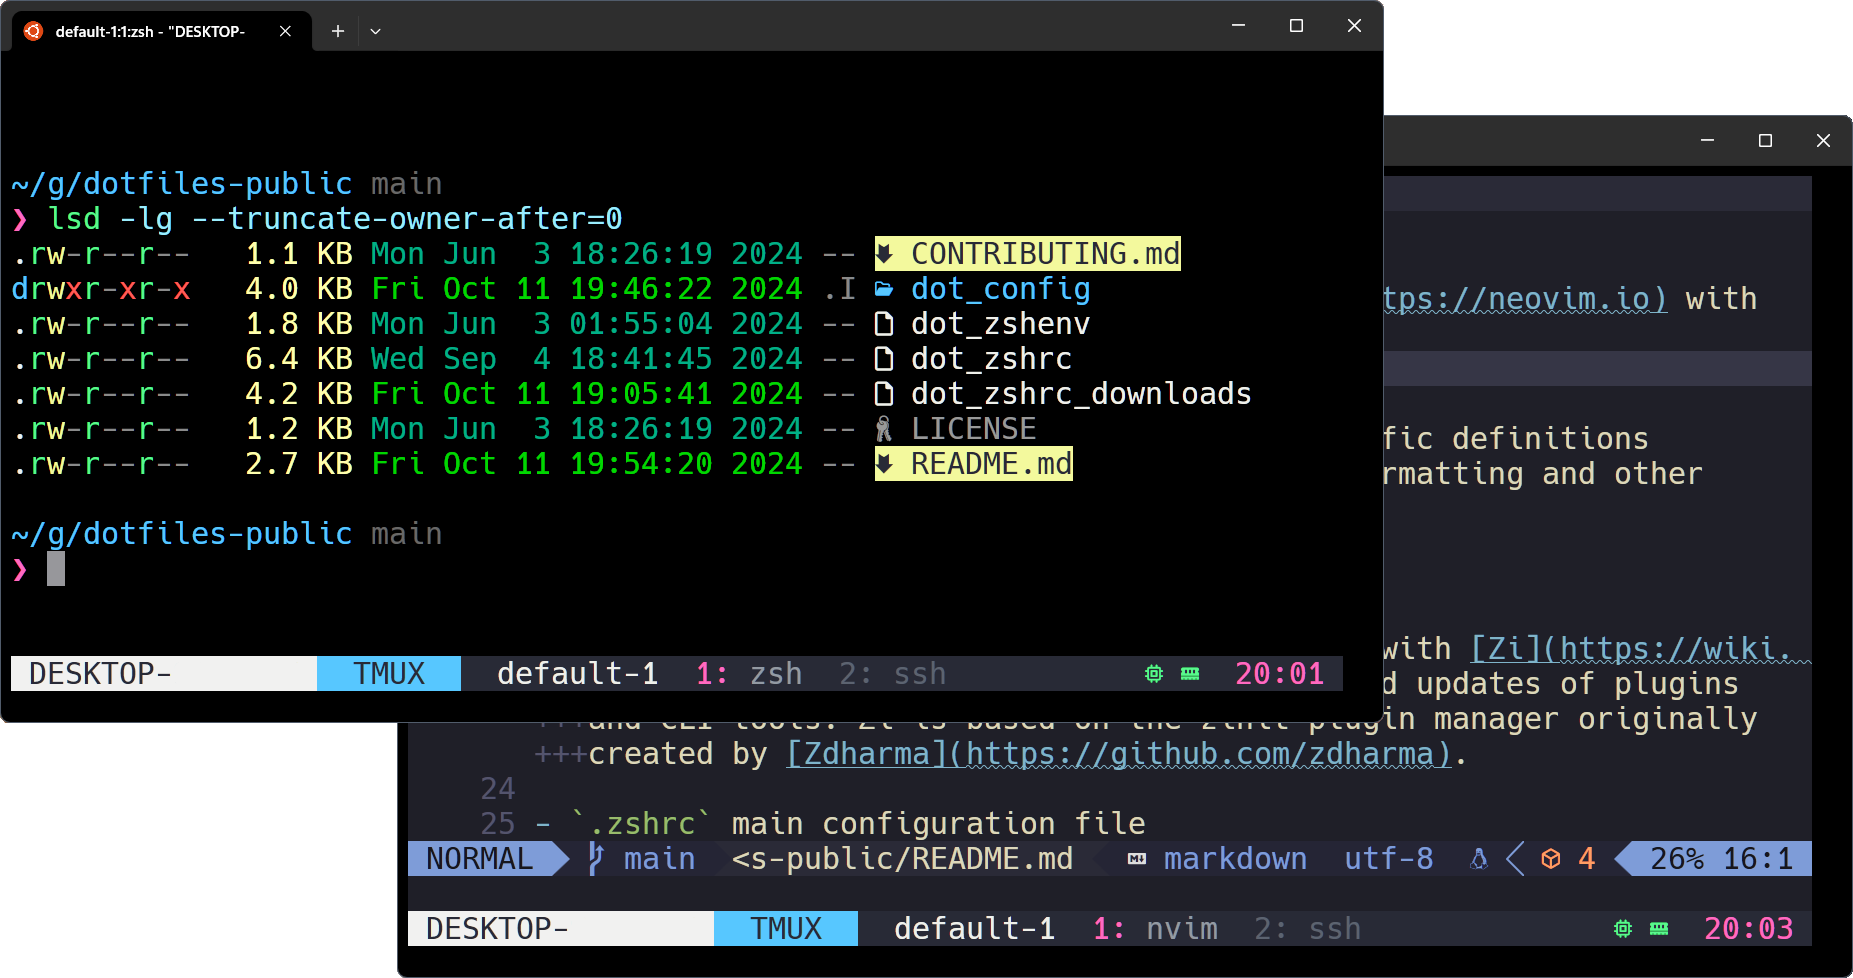 default-1:1:zsh - "DESKTOP-
~/g/dotfiles-public main
❯ lsd -lg --truncate-owner-after=0
.rw-r--r-- 1.1 KB Mon Jun 3 18:26:19 2024 -- CONTRIBUTING.md
drwxr-xr-x 4.0 KB Fri Oct 11 19:46:22 2024 .I dot_config
.rw-r--r-- 1.8 KB Mon Jun 3 01:55:04 2024 -- dot_zshenv
.rw-r--r-- 6.4 KB Wed Sep 4 18:41:45 2024 -- dot_zshrc
.rw-r--r-- 4.2 KB Fri Oct 11 19:05:41 2024 -- dot_zshrc_downloads
.rw-r--r-- 1.2 KB Mon Jun 3 18:26:19 2024 -- LICENSE
.rw-r--r-- 2.7 KB Fri Oct 11 19:54:20 2024 -- README.md
~/g/dotfiles-public main
❯
DESKTOP- TMUX default-1 1: zsh 2: ssh 20:01
tps://neovim.io) with
fic definitions
rmatting and other
with [Zi](https://wiki.
d updates of plugins
+++and CLI tools. Zi is based on the zinit plugin manager originally
+++created by [Zdharma](https://github.com/zdharma).
24
25 - `.zshrc` main configuration file
NORMAL main <s-public/README.md markdown utf-8 4 26% 16:1
DESKTOP- TMUX default-1 1: nvim 2: ssh 20:03